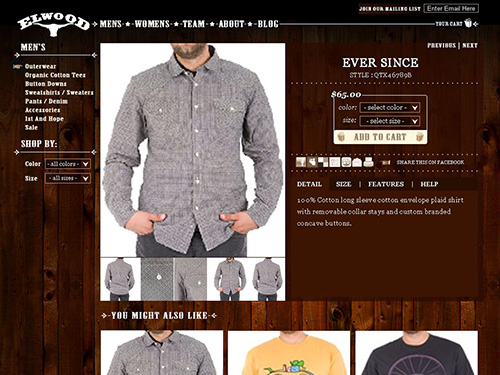 ELWOOD
JOIN OUR MAILING LIST
Enter Email Here
MENS WOMENS TEAM ABOUT BLOG
YOUR CART
MEN'S
Outerwear
Organic Cotton Tees
Button Downs
Sweatshirts / Sweaters
Pants / Denim
Accessories
1st And Hope
Sale
SHOP BY:
Color - all colors -
Size - all sizes -
PREVIOUS | NEXT
EVER SINCE
STYLE : QTK46789B
$65.00
color: - select color -
size: - select size -
ADD TO CART
SHARE THIS ON FACEBOOK
DETAIL SIZE | FEATURES | HELP
100% Cotton long sleeve cotton envelope plaid shirt
with removable collar stays and custom branded
concave buttons.
YOU MIGHT ALSO LIKE